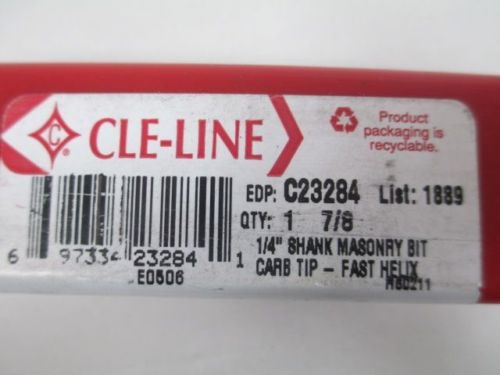 C ®
CLE-LINE
Product
packaging is
recyclable.
EDP: C23284 List: 1889
QTY: 1 7/8
1/4" SHANK MASONRY BIT
CARB TIP - FAST HELIX
6 97334 23284 1
E0506